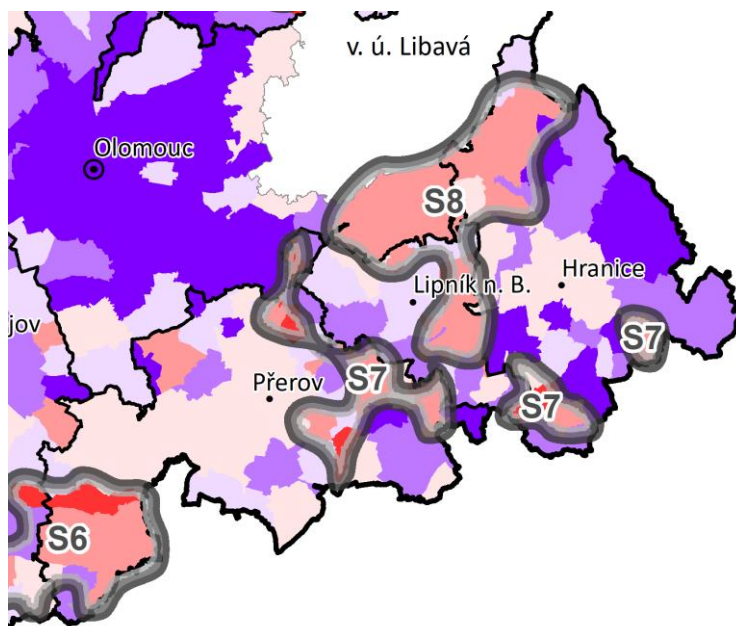 v. ú. Libavá
Olomouc
S8
Hranice
Lipník n. B.
jov
S7
S7
Přerov
S7
S6